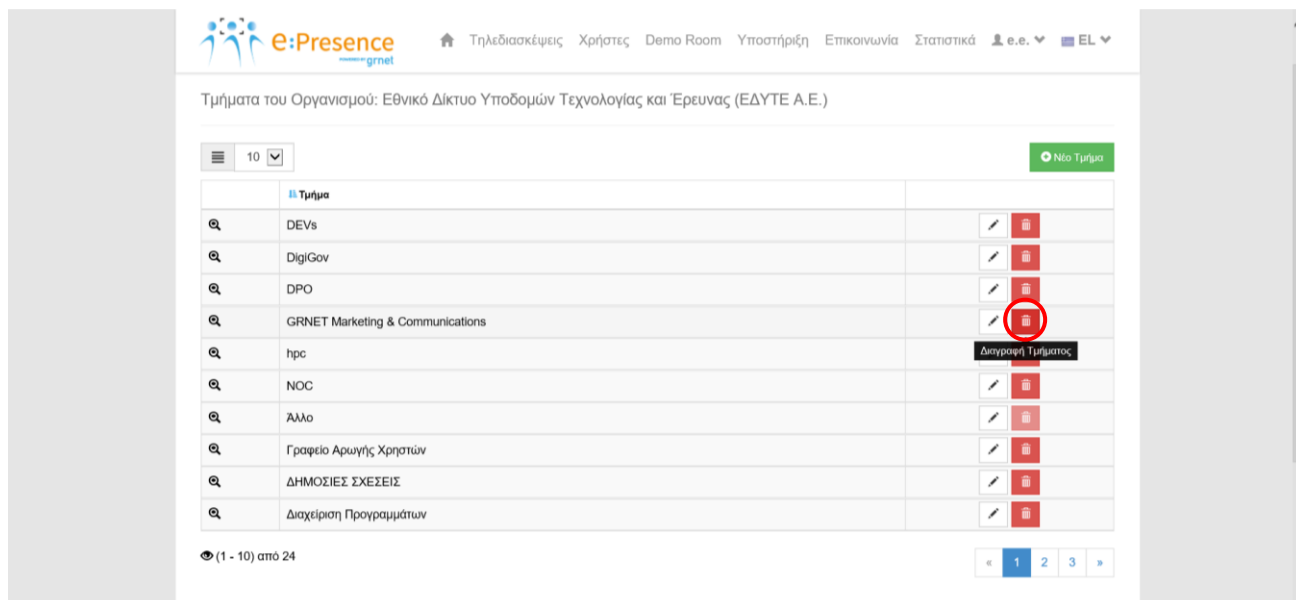 e:Presence
POWERED BY grnet
Τηλεδιασκέψεις Χρήστες Demo Room Υποστήριξη Επικοινωνία Στατιστικά e.e. EL
Τμήματα του Οργανισμού: Εθνικό Δίκτυο Υποδομών Τεχνολογίας και Έρευνας (ΕΔΥΤΕ Α.Ε.)
10 Νέο Τμήμα
Τμήμα
DEVs
DigiGov
DPO
GRNET Marketing & Communications
hpc
Διαγραφή Τμήματος
NOC
Άλλο
Γραφείο Αρωγής Χρηστών
ΔΗΜΟΣΙΕΣ ΣΧΕΣΕΙΣ
Διαχείριση Προγραμμάτων
(1 - 10) από 24
« 1 2 3 »